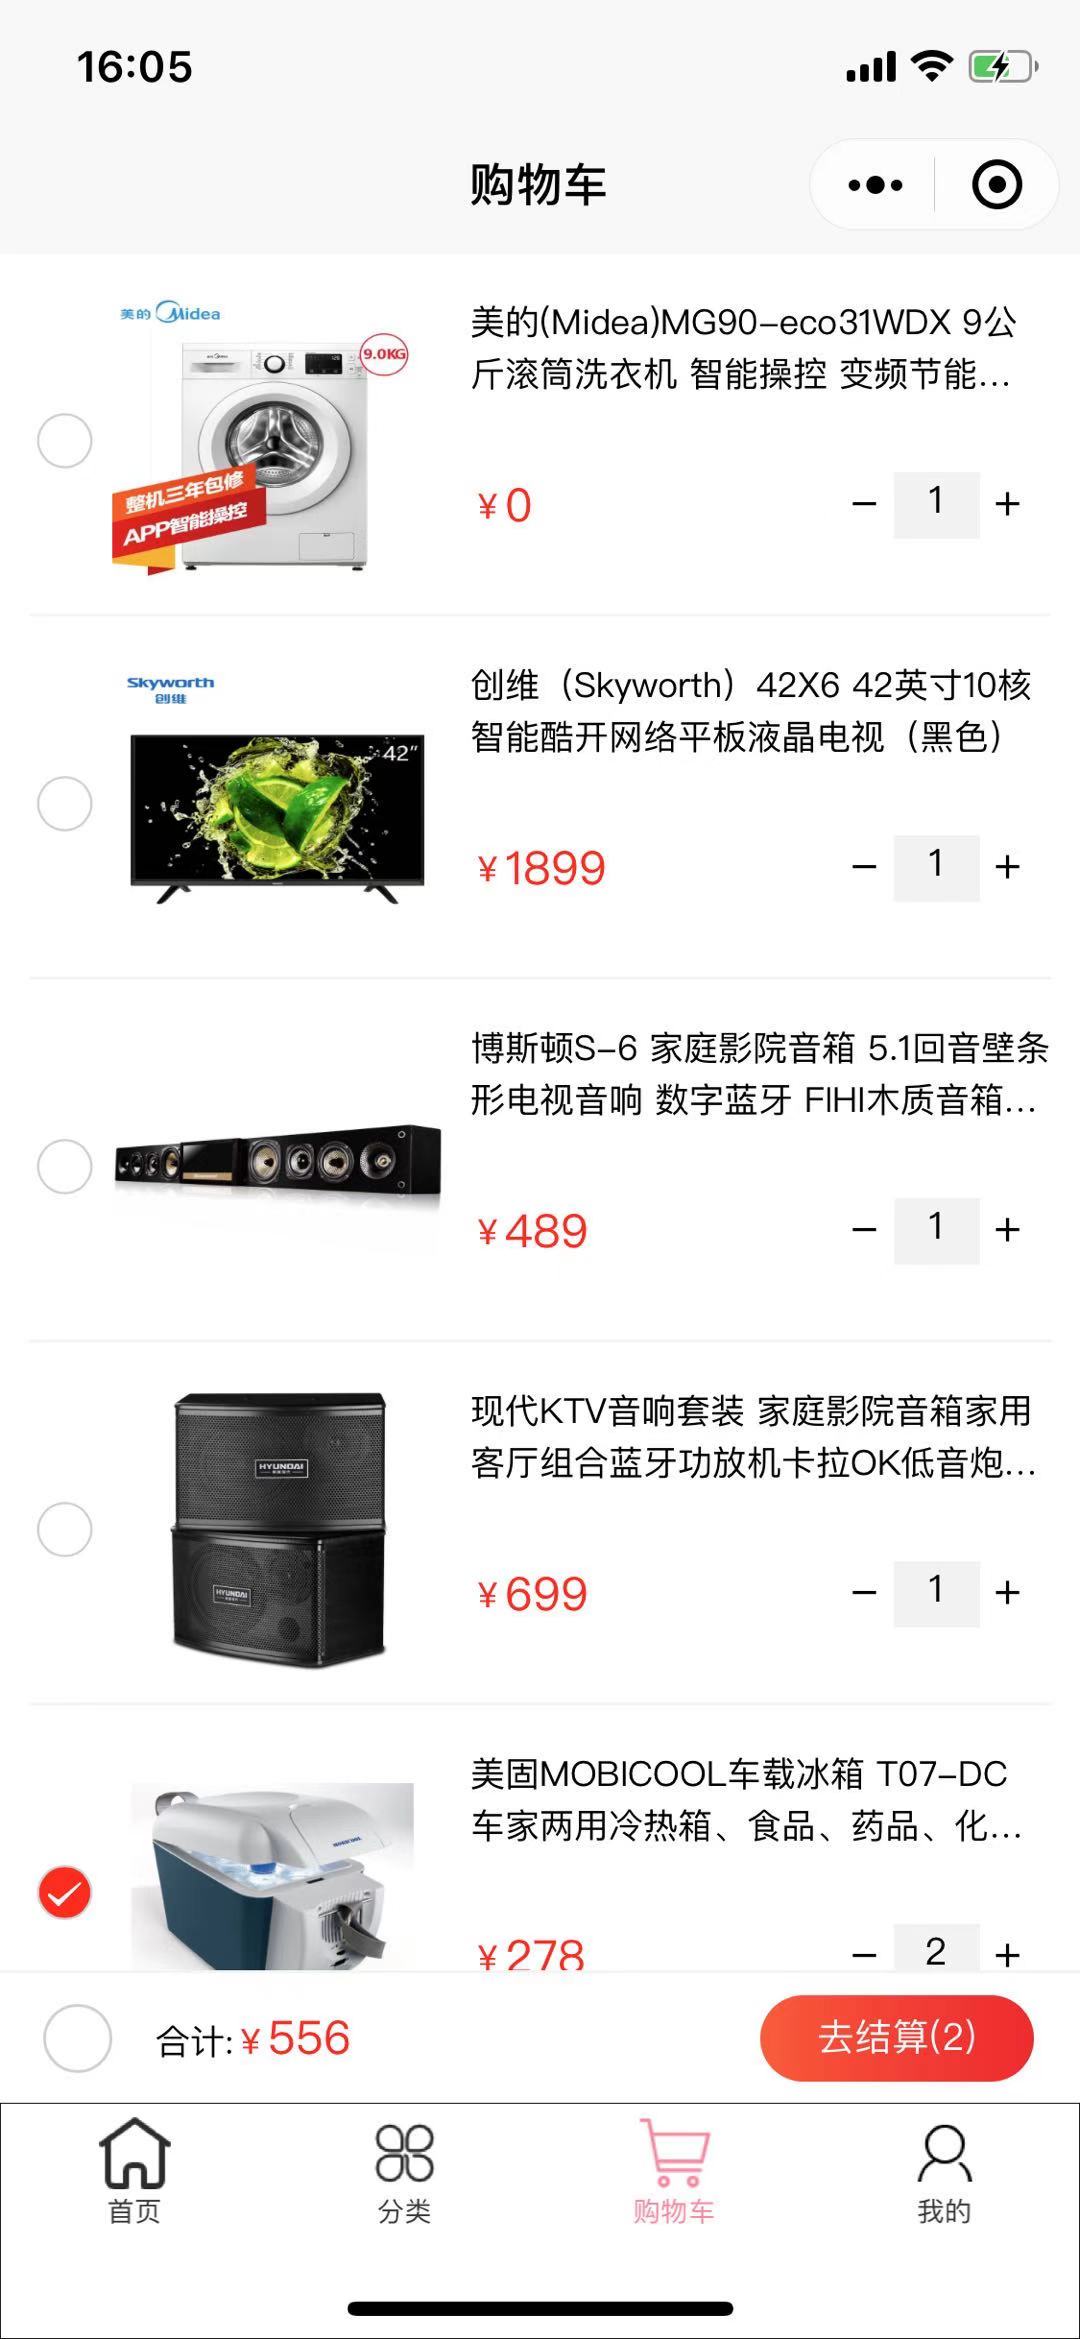 16:05
购物车
美的 Midea
9.0KG
整机三年包修
APP智能操控
美的(Midea)MG90-eco31WDX 9公
斤滚筒洗衣机 智能操控 变频节能...
¥0
− 1 +
Skyworth
创维
42"
创维（Skyworth）42X6 42英寸10核
智能酷开网络平板液晶电视（黑色）
¥1899
− 1 +
博斯顿S-6 家庭影院音箱 5.1回音壁条
形电视音响 数字蓝牙 FIHI木质音箱...
¥489
− 1 +
HYUNDAI
HYUNDAI
现代KTV音响套装 家庭影院音箱家用
客厅组合蓝牙功放机卡拉OK低音炮...
¥699
− 1 +
MOBICOOL
美固MOBICOOL车载冰箱 T07-DC
车家两用冷热箱、食品、药品、化...
¥278
− 2 +
合计:¥556
去结算(2)
首页
分类
购物车
我的